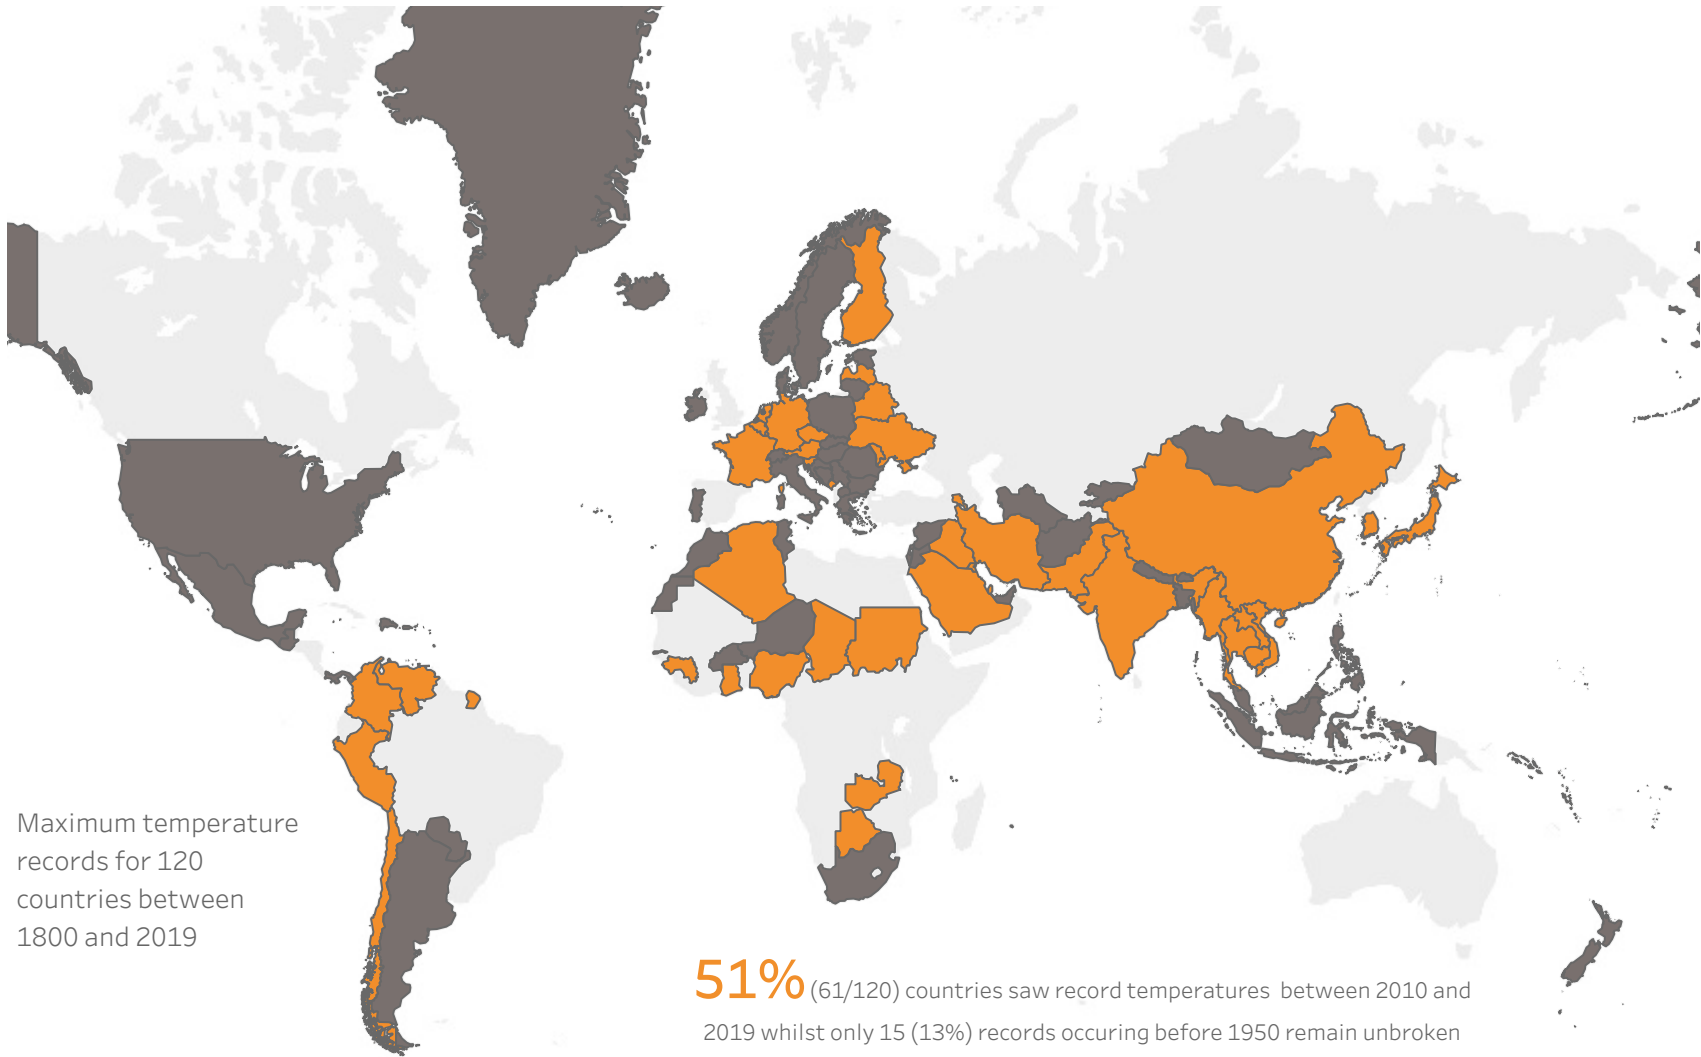 Maximum temperature
records for 120
countries between
1800 and 2019
51% (61/120) countries saw record temperatures between 2010 and
2019 whilst only 15 (13%) records occuring before 1950 remain unbroken